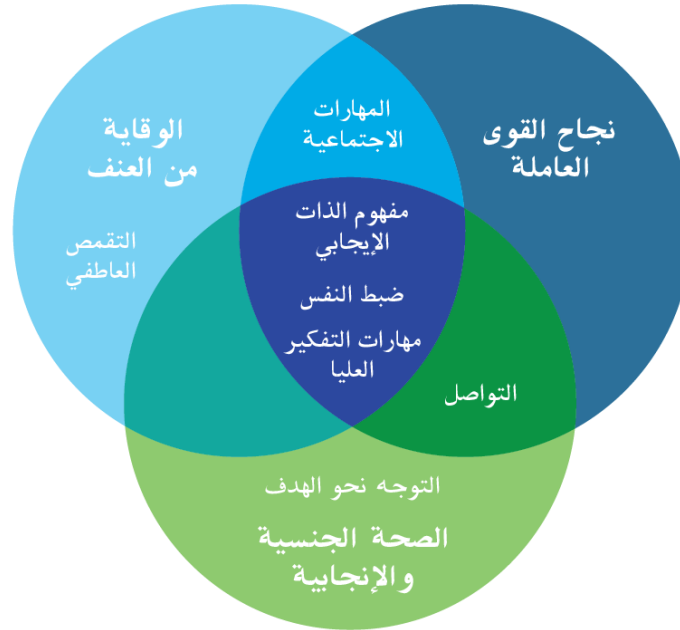 المهارات
الاجتماعية
نجاح القوى
العاملة
الوقاية
من العنف
التقمص
العاطفي
مفهوم الذات
الإيجابي
ضبط النفس
مهارات التفكير
العليا
التواصل
التوجه نحو الهدف
الصحة الجنسية
والإنجابية